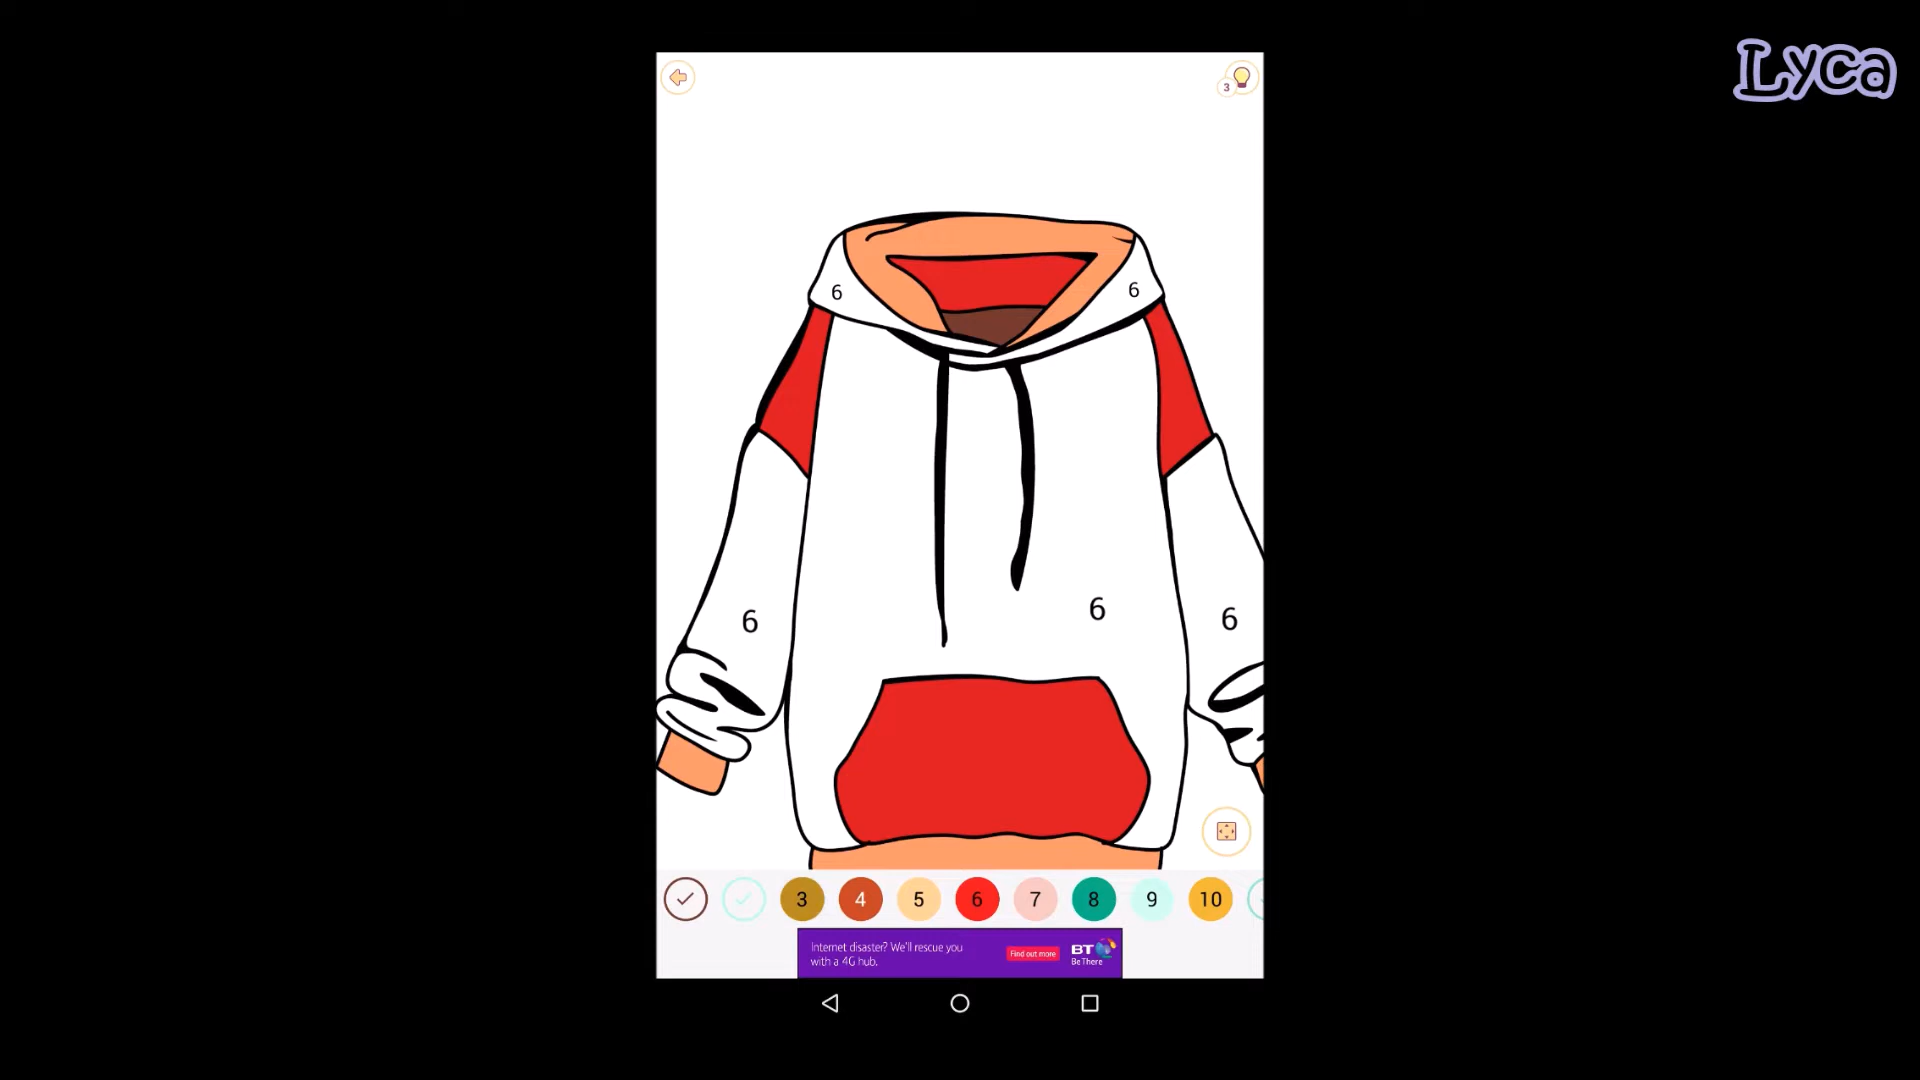 Lyca
3
6
6
6
6
6
3 4 5 6 7 8 9 10
Internet disaster? We'll rescue you
with a 4G hub.
Find out more
BT
Be There